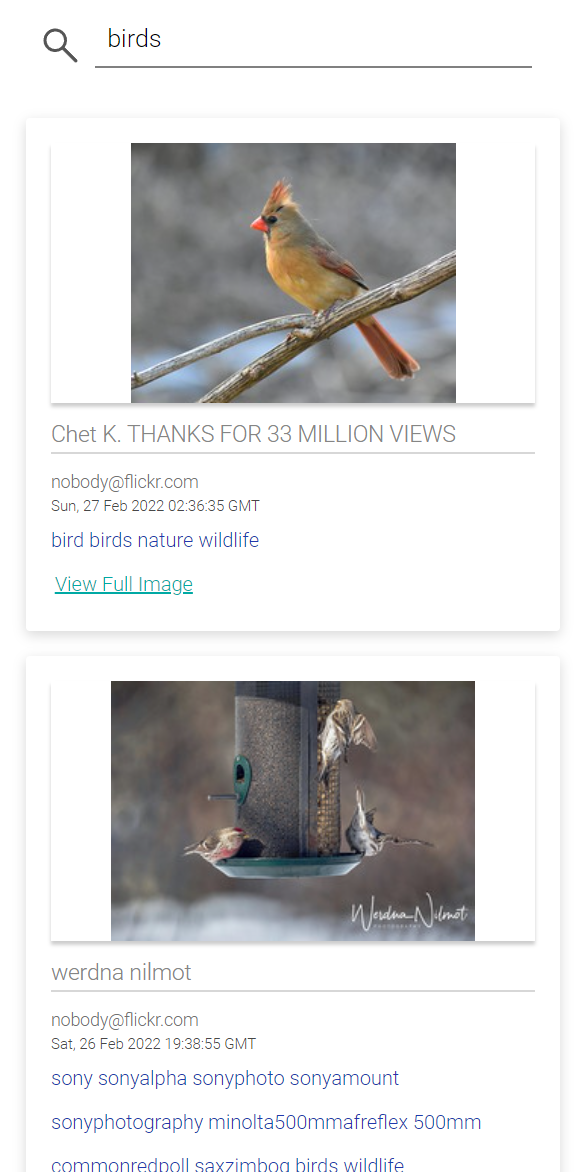 birds
Chet K. THANKS FOR 33 MILLION VIEWS
nobody@flickr.com
Sun, 27 Feb 2022 02:36:35 GMT
bird birds nature wildlife
View Full Image
Werdna Nilmot
PHOTOGRAPHY
werdna nilmot
nobody@flickr.com
Sat, 26 Feb 2022 19:38:55 GMT
sony sonyalpha sonyphoto sonyamount
sonyphotography minolta500mmafreflex 500mm
commonredpoll saxzimbog birds wildlife